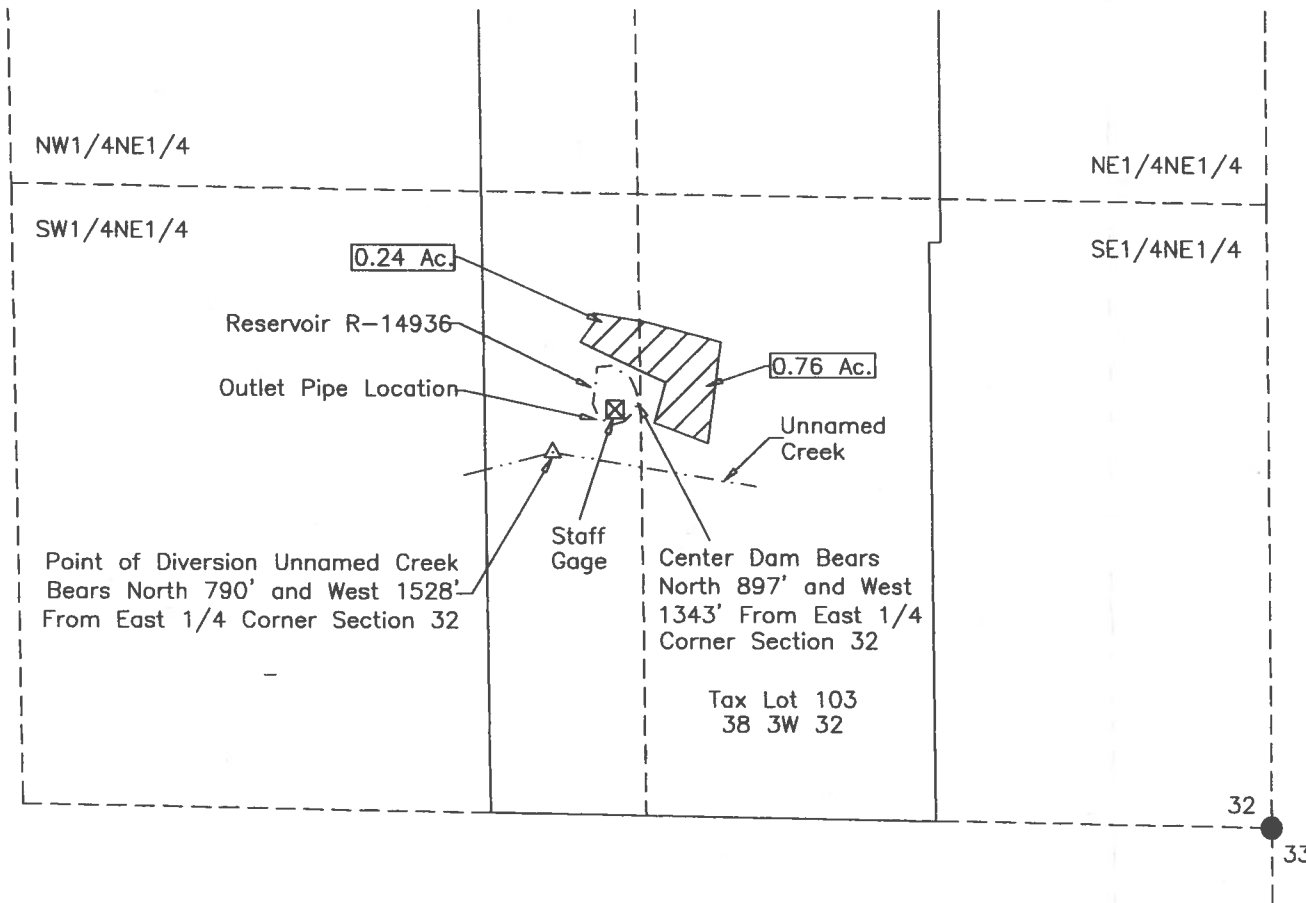 NW1/4NE1/4
NE1/4NE1/4
SW1/4NE1/4
SE1/4NE1/4
0.24 Ac.
Reservoir R-14936
0.76 Ac.
Outlet Pipe Location
Unnamed
Creek
Staff
Gage
Point of Diversion Unnamed Creek
Bears North 790' and West 1528'
From East 1/4 Corner Section 32
Center Dam Bears
North 897' and West
1343' From East 1/4
Corner Section 32
Tax Lot 103
38 3W 32
32
33